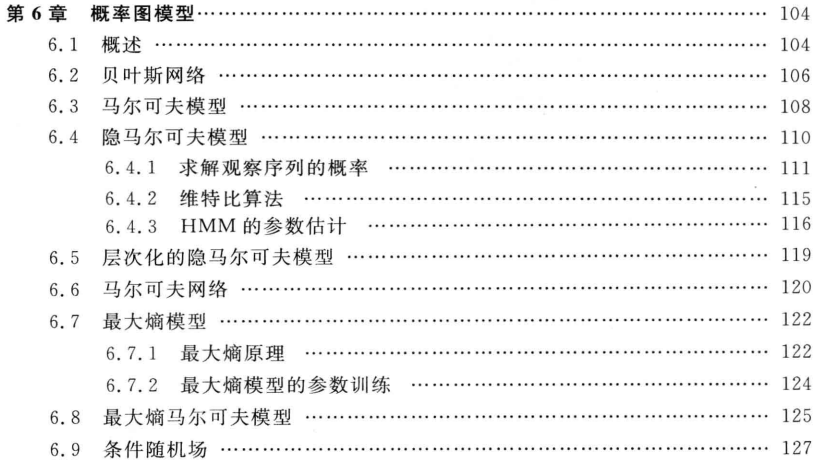 第 6 章 概率图模型…………………………………………………… 104
6.1 概述 …………………………………………………… 104
6.2 贝叶斯网络 …………………………………………………… 106
6.3 马尔可夫模型 …………………………………………………… 108
6.4 隐马尔可夫模型 …………………………………………………… 110
6.4.1 求解观察序列的概率 …………………………………………………… 111
6.4.2 维特比算法 …………………………………………………… 115
6.4.3 HMM 的参数估计 …………………………………………………… 116
6.5 层次化的隐马尔可夫模型 …………………………………………………… 119
6.6 马尔可夫网络 …………………………………………………… 120
6.7 最大熵模型 …………………………………………………… 122
6.7.1 最大熵原理 …………………………………………………… 122
6.7.2 最大熵模型的参数训练 …………………………………………………… 124
6.8 最大熵马尔可夫模型 …………………………………………………… 125
6.9 条件随机场 …………………………………………………… 127